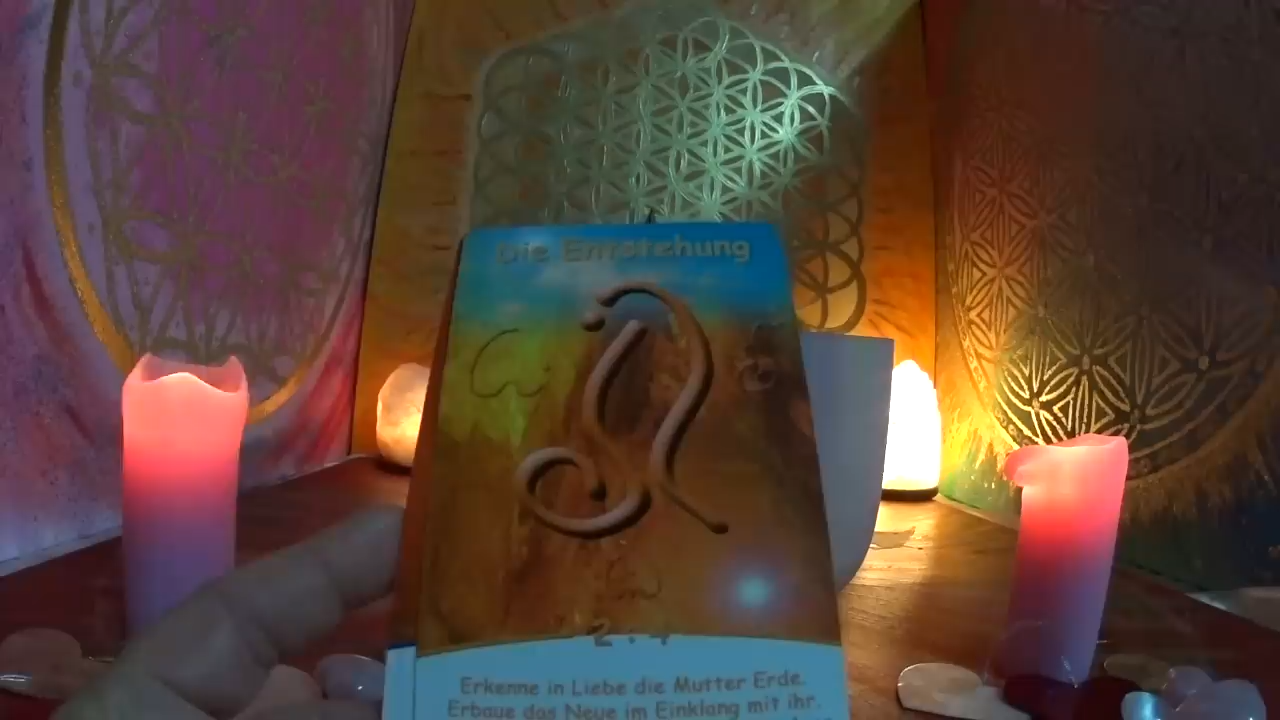 Die Entstehung
2 : 4
Erkenne in Liebe die Mutter Erde.
Erbaue das Neue im Einklang mit ihr.